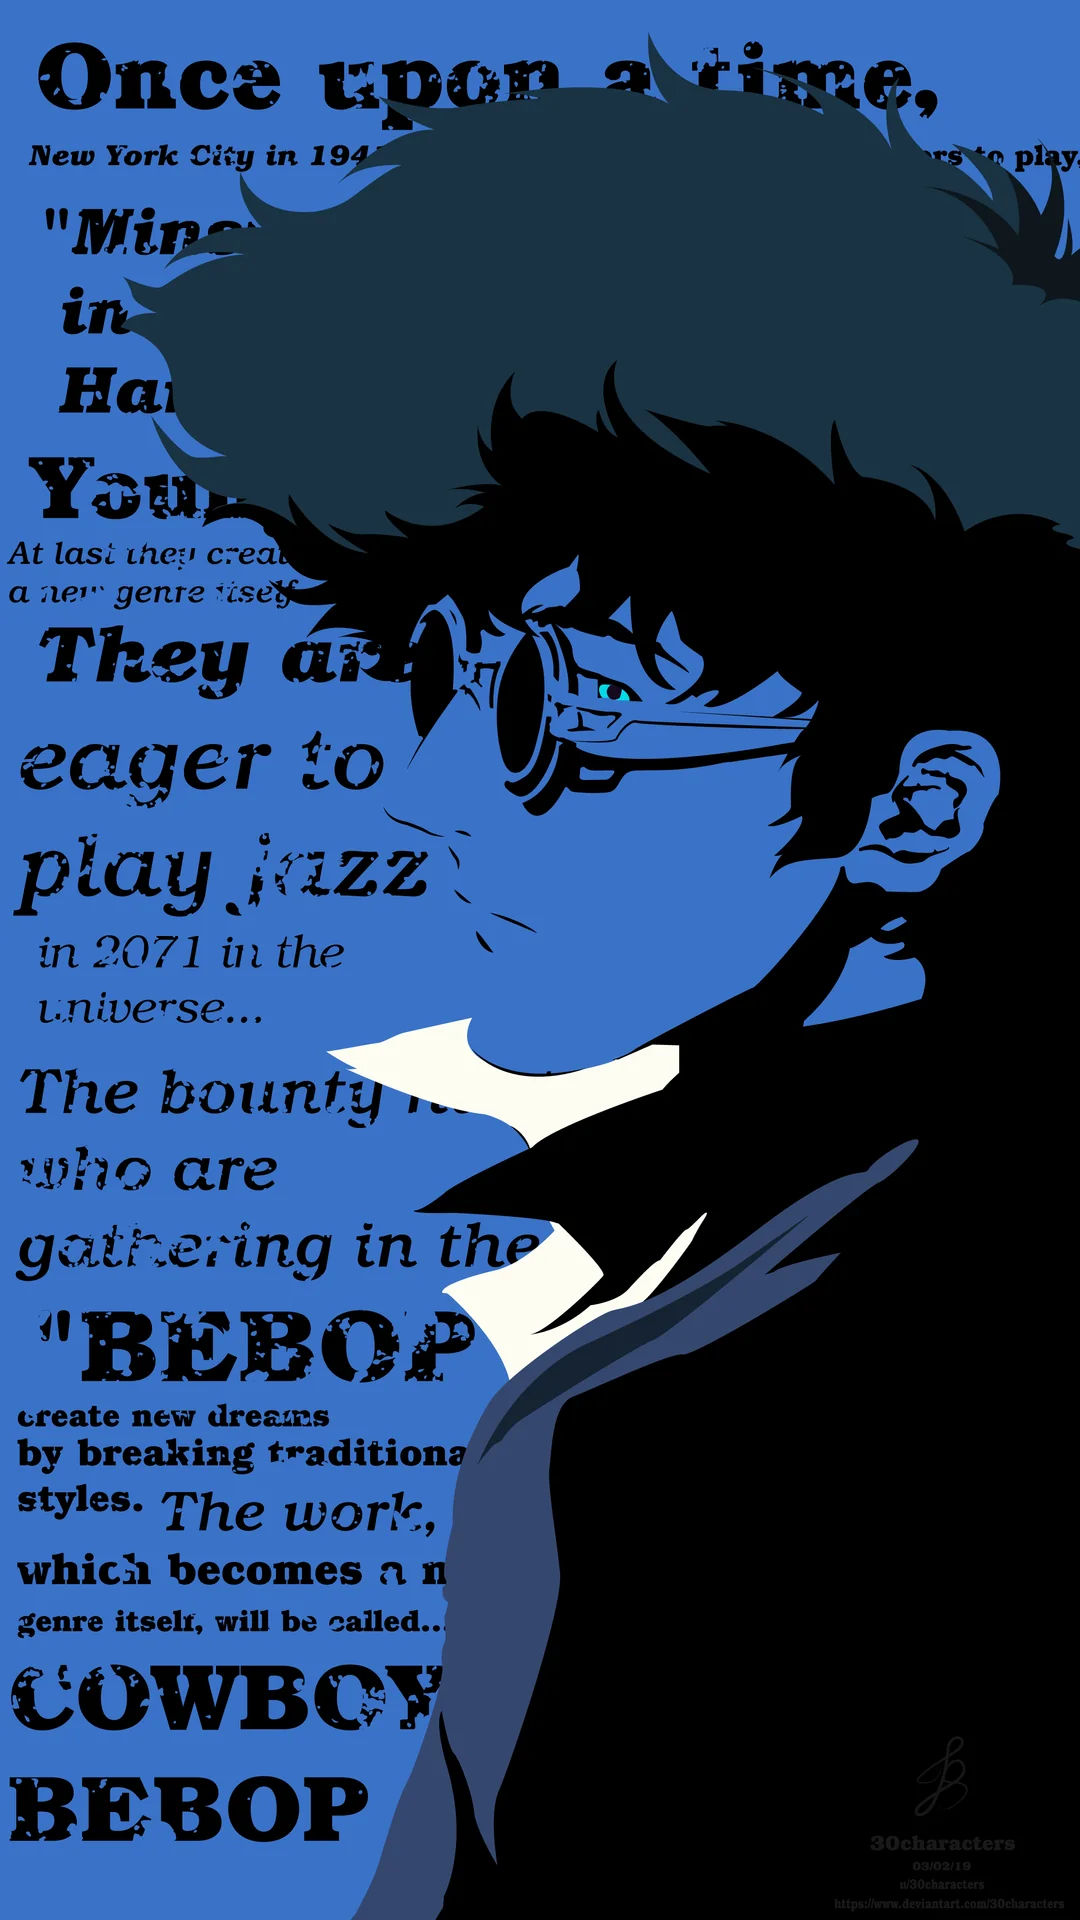 Once upon a time,
New York City in 194 to play,
"Min
in
Ha
You
At last they crea
a new genre itself
They are
eager to
play jazz
in 2071 in the
universe...
The bounty
who are
gathering in the
"BEBOP
create new dreams
by breaking traditiona
styles. The work,
which becomes a n
genre itself, will be called...
COWBOY
BEBOP
30characters
03/02/19
u/30characters
https://www.deviantart.com/30characters